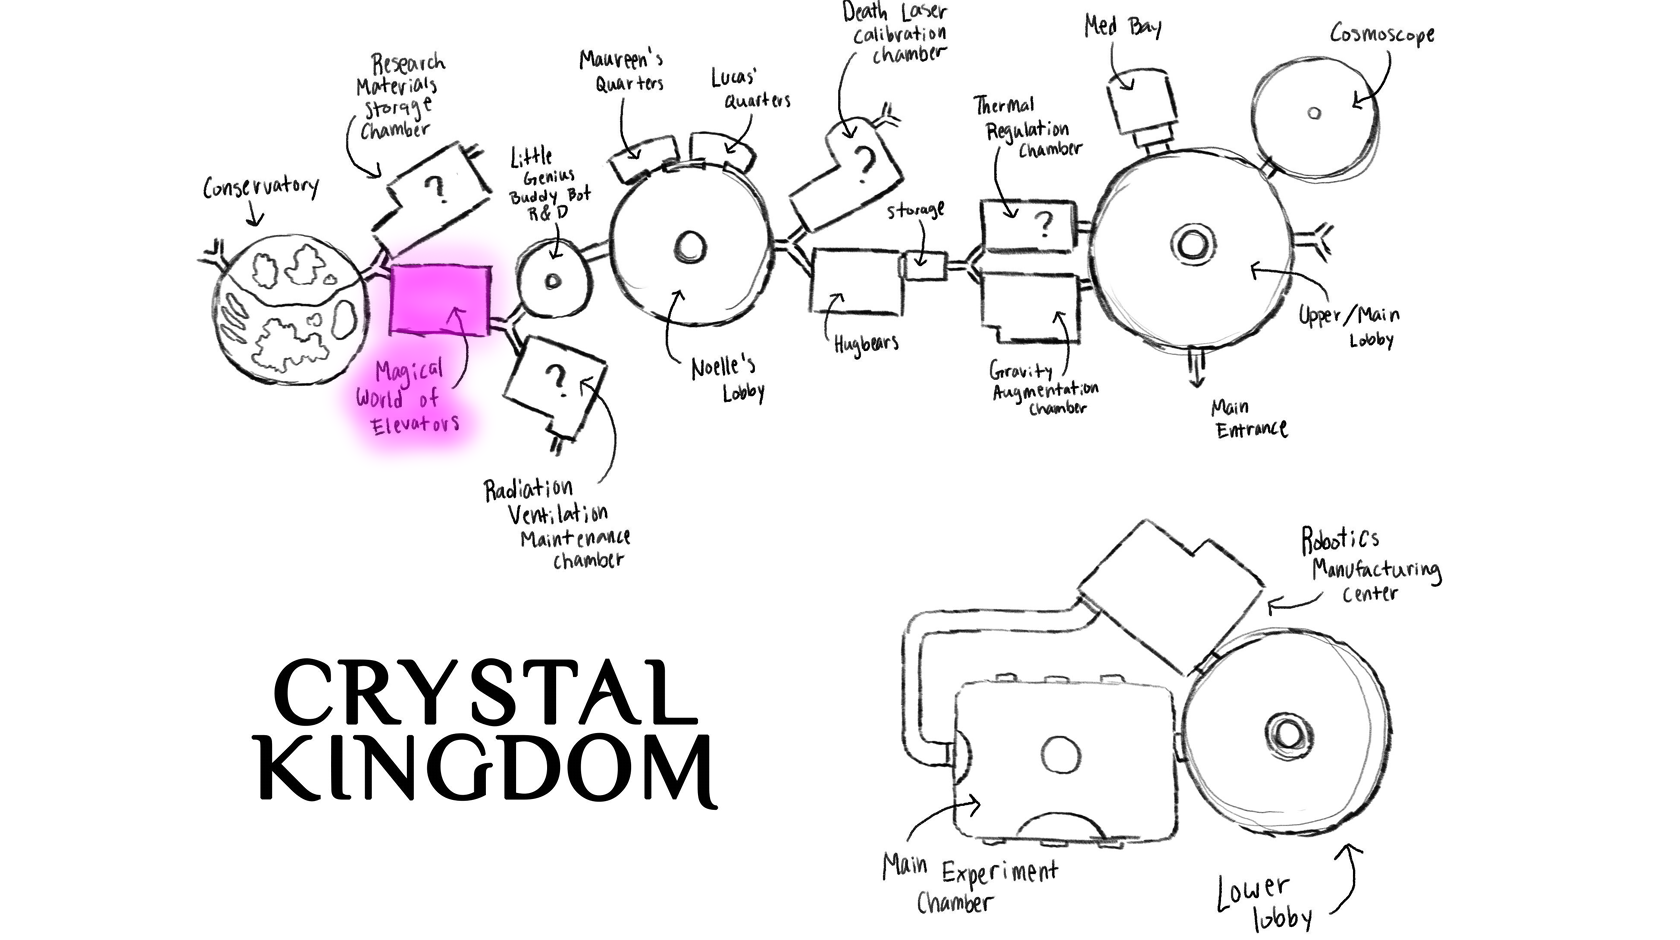 Death Laser
Calibration
Chamber
Med Bay
Cosmoscope
Research
Materials
Storage
Chamber
Maureen's
Quarters
Lucas'
Quarters
Thermal
Regulation
Chamber
Little
Genius
Buddy Bot
R&D
Conservatory
?
?
Storage
?
Magical
World of
Elevators
?
Noelle's
Lobby
Hugbears
Gravity
Augmentation
Chamber
Upper/Main
Lobby
Main
Entrance
Radiation
Ventilation
Maintenance
Chamber
Robotics
Manufacturing
Center
CRYSTAL
KINGDOM
Main Experiment
Chamber
Lower
Lobby